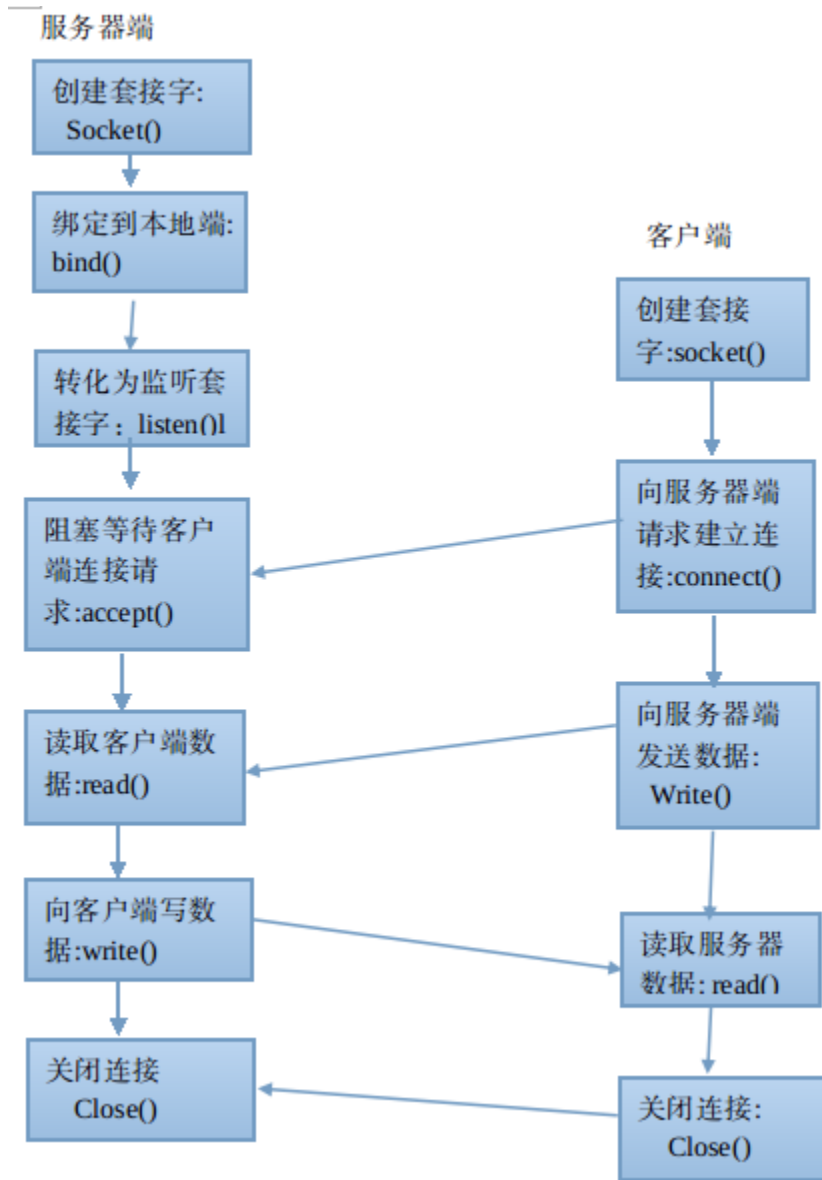 服务器端
创建套接字:
Socket()
绑定到本地端:
bind()
转化为监听套
接字：listen()l
阻塞等待客户
端连接请
求:accept()
读取客户端数
据:read()
向客户端写数
据:write()
关闭连接
Close()
客户端
创建套接
字:socket()
向服务器端
请求建立连
接:connect()
向服务器端
发送数据:
Write()
读取服务器
数据: read()
关闭连接:
Close()